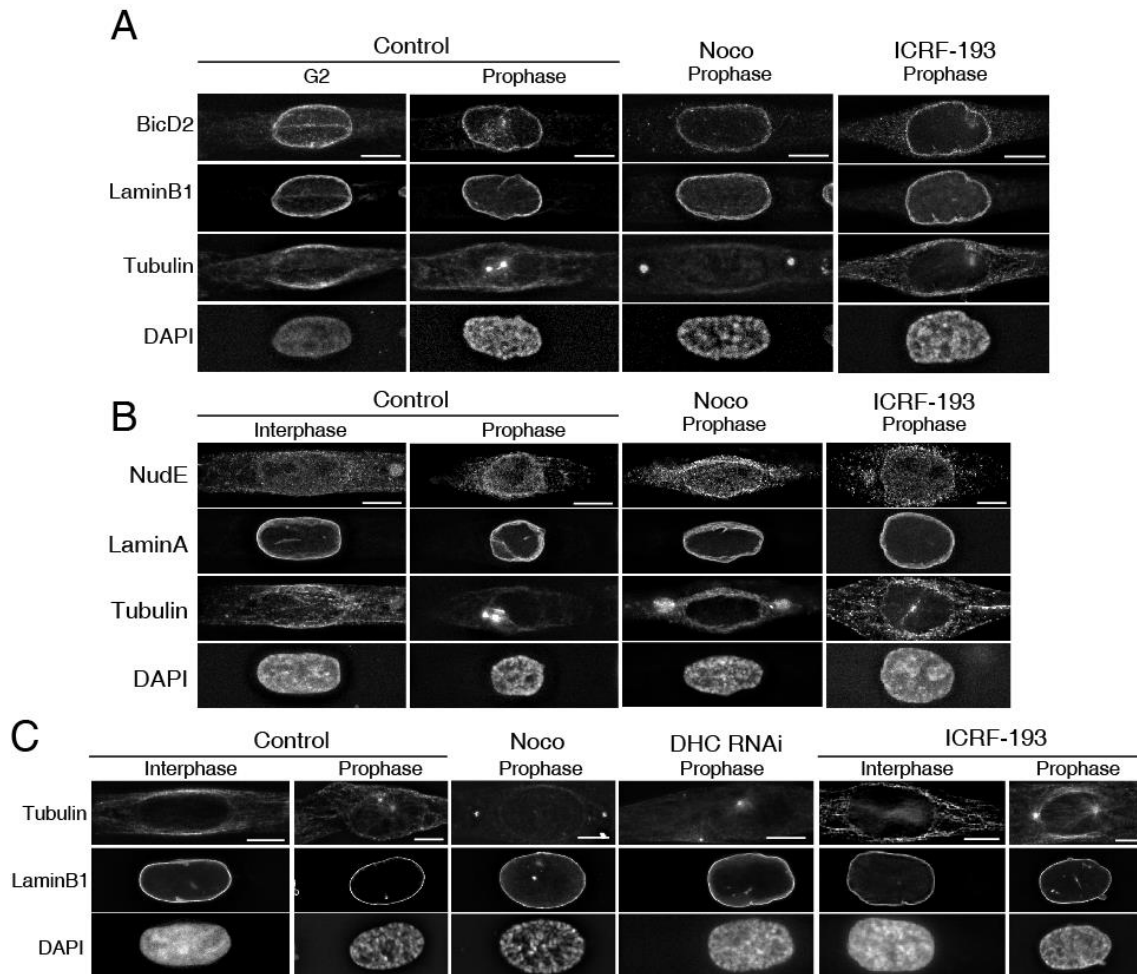 A
Control
Noco
ICRF-193
G2
Prophase
Prophase
Prophase
BicD2
LaminB1
Tubulin
DAPI
B
Control
Noco
ICRF-193
Interphase
Prophase
Prophase
Prophase
NudE
LaminA
Tubulin
DAPI
C
Control
Noco
DHC RNAi
ICRF-193
Interphase
Prophase
Prophase
Prophase
Interphase
Prophase
Tubulin
LaminB1
DAPI